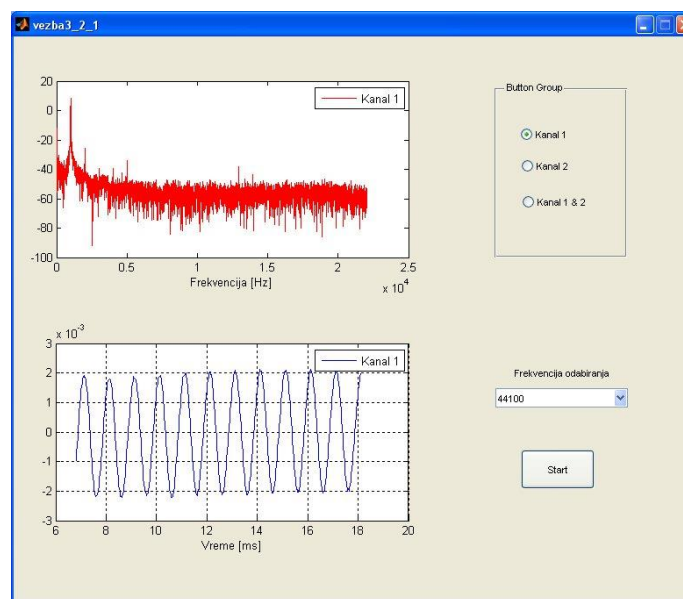 vezba3_2_1
20
Kanal 1
0
-20
-40
-60
-80
-100
0 0.5 1 1.5 2 2.5
Frekvencija [Hz]
x 10^4
Button Group
Kanal 1
Kanal 2
Kanal 1 & 2
x 10^-3
3
Kanal 1
2
1
0
-1
-2
-3
6 8 10 12 14 16 18 20
Vreme [ms]
Frekvencija odabiranja
44100
Start